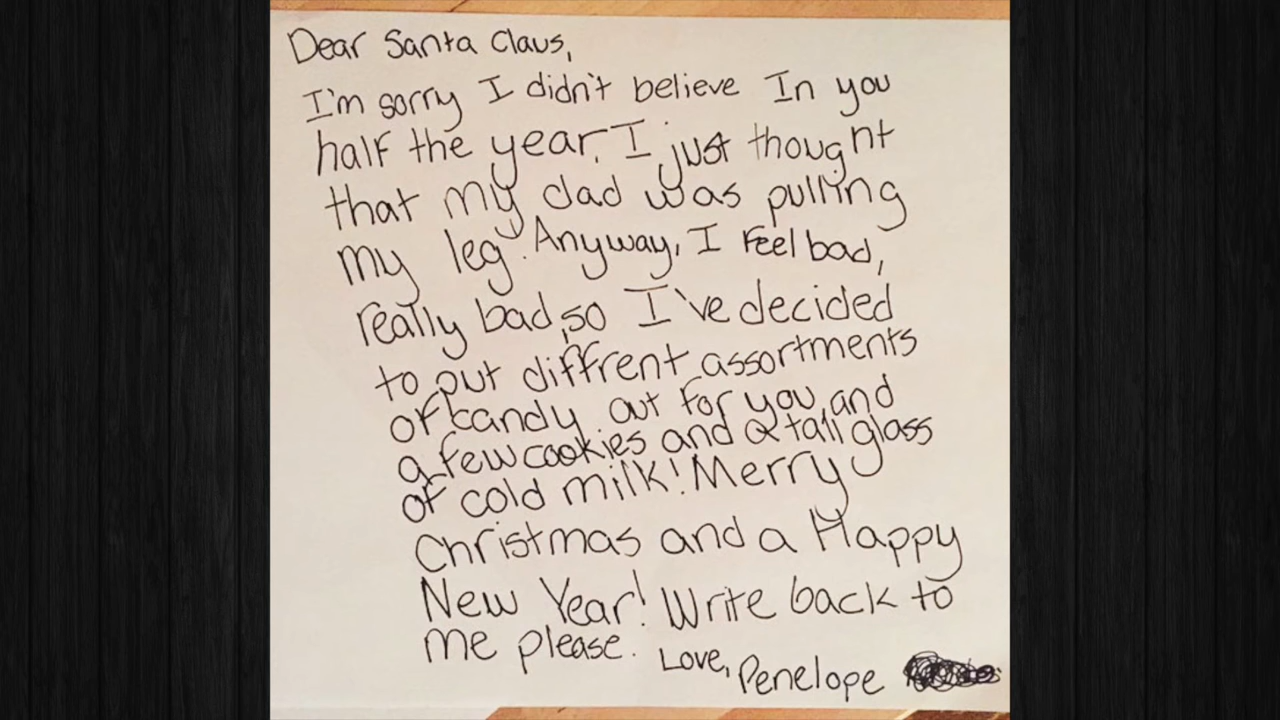 Dear Santa Claus,
I'm sorry I didn't believe In you
half the year. I just thought
that my dad was pulling
my leg. Anyway, I Feel bad,
really bad, so I've decided
to put diffrent assortments
of candy out for you, and
a few cookies and a tall glass
of cold milk! Merry
Christmas and a Happy
New Year! Write back to
me please. Love, Penelope